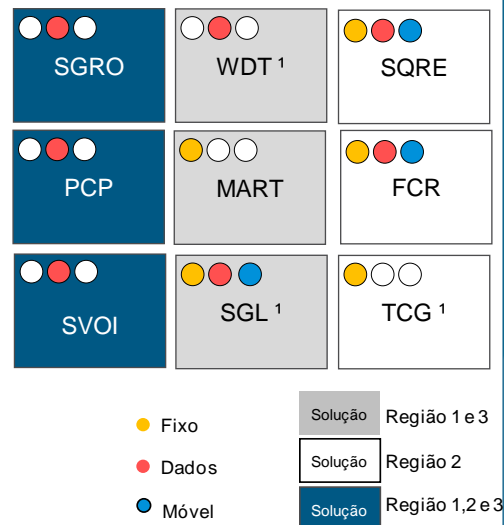 SGRO
WDT ¹
SQRE
PCP
MART
FCR
SVOI
SGL ¹
TCG ¹
Fixo
Dados
Móvel
Solução
Região 1 e 3
Solução
Região 2
Solução
Região 1,2 e 3